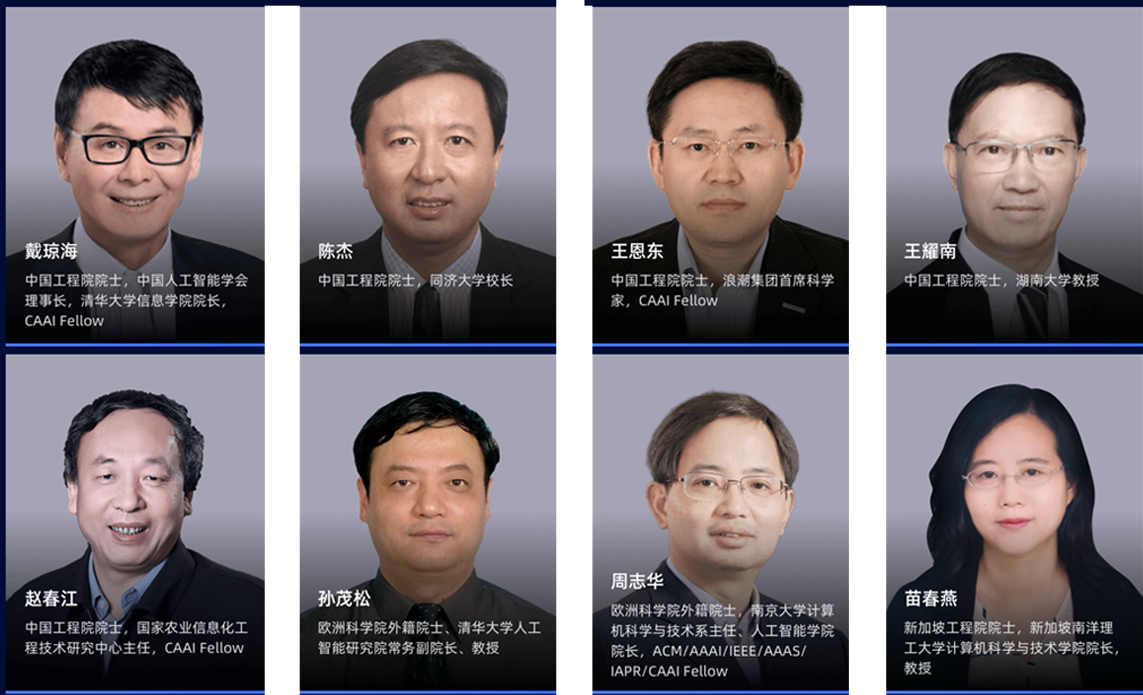 戴琼海
中国工程院院士，中国人工智能学会
理事长，清华大学信息学院院长，
CAAI Fellow
陈杰
中国工程院院士，同济大学校长
王恩东
中国工程院院士，浪潮集团首席科学
家，CAAI Fellow
王耀南
中国工程院院士，湖南大学教授
赵春江
中国工程院院士，国家农业信息化工
程技术研究中心主任，CAAI Fellow
孙茂松
欧洲科学院外籍院士、清华大学人工
智能研究院常务副院长、教授
周志华
欧洲科学院外籍院士，南京大学计算
机科学与技术系主任、人工智能学院
院长，ACM/AAAI/IEEE/AAAS/
IAPR/CAAI Fellow
苗春燕
新加坡工程院院士，新加坡南洋理
工大学计算机科学与技术学院院长，
教授